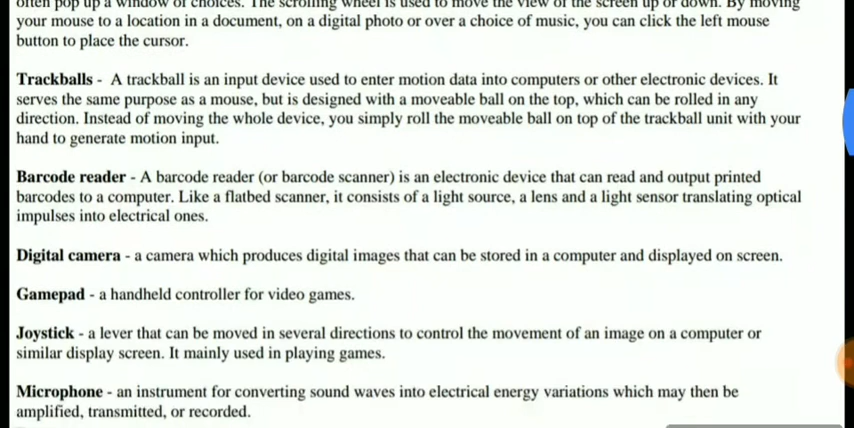 often pop up a window of choices. The scrolling wheel is used to move the view of the screen up or down. By moving
your mouse to a location in a document, on a digital photo or over a choice of music, you can click the left mouse
button to place the cursor.
Trackballs - A trackball is an input device used to enter motion data into computers or other electronic devices. It
serves the same purpose as a mouse, but is designed with a moveable ball on the top, which can be rolled in any
direction. Instead of moving the whole device, you simply roll the moveable ball on top of the trackball unit with your
hand to generate motion input.
Barcode reader - A barcode reader (or barcode scanner) is an electronic device that can read and output printed
barcodes to a computer. Like a flatbed scanner, it consists of a light source, a lens and a light sensor translating optical
impulses into electrical ones.
Digital camera - a camera which produces digital images that can be stored in a computer and displayed on screen.
Gamepad - a handheld controller for video games.
Joystick - a lever that can be moved in several directions to control the movement of an image on a computer or
similar display screen. It mainly used in playing games.
Microphone - an instrument for converting sound waves into electrical energy variations which may then be
amplified, transmitted, or recorded.